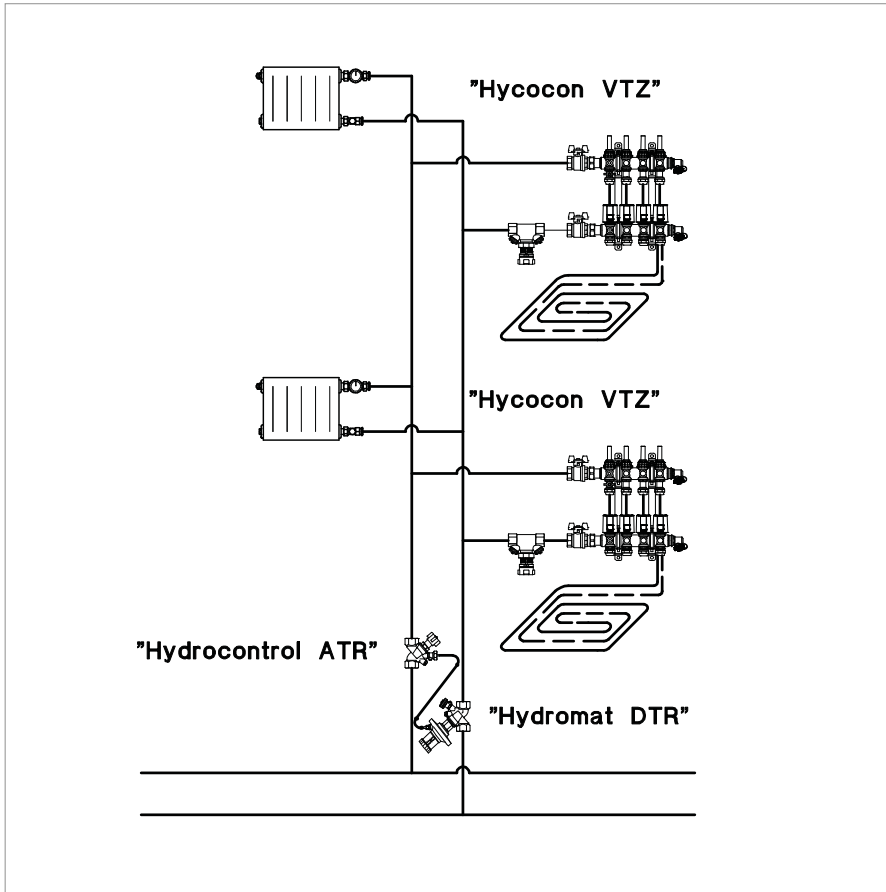 "Hycocon VTZ"
"Hycocon VTZ"
"Hydrocontrol ATR"
"Hydromat DTR"